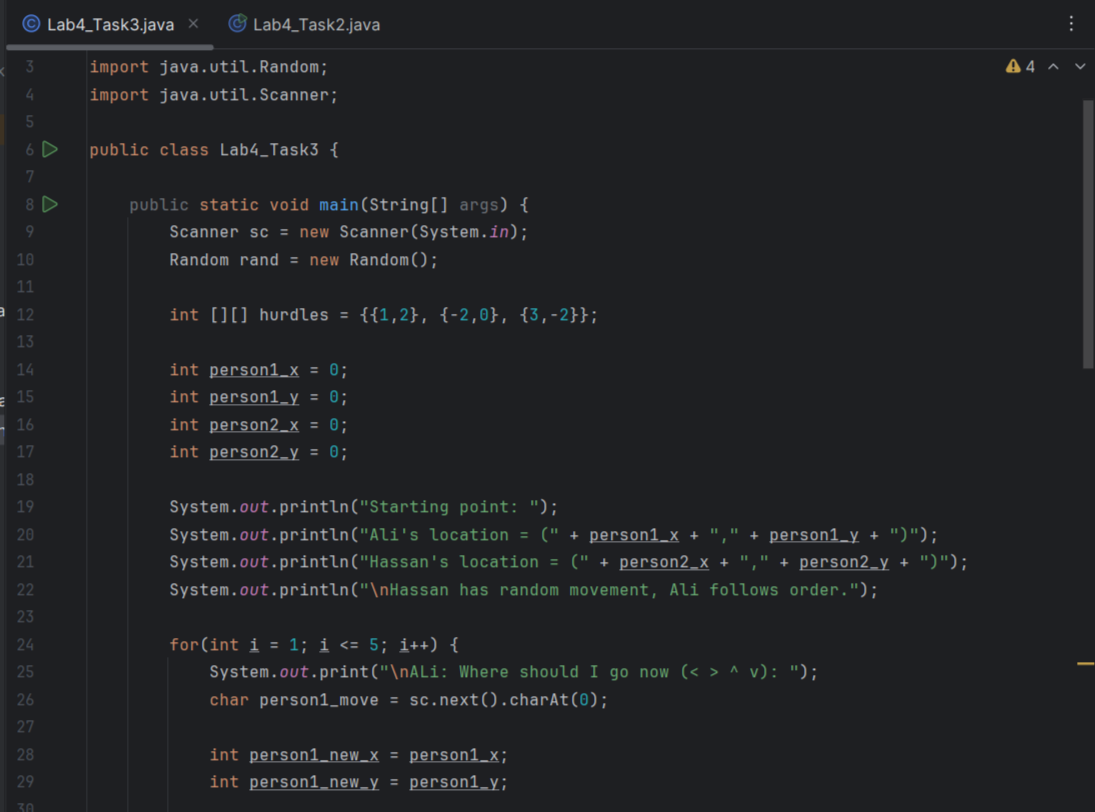 Lab4_Task3.java × Lab4_Task2.java
4
3 import java.util.Random;
4 import java.util.Scanner;
5
6 public class Lab4_Task3 {
7
8 public static void main(String[] args) {
9 Scanner sc = new Scanner(System.in);
10 Random rand = new Random();
11
12 int [][] hurdles = {{1,2}, {-2,0}, {3,-2}};
13
14 int person1_x = 0;
15 int person1_y = 0;
16 int person2_x = 0;
17 int person2_y = 0;
18
19 System.out.println("Starting point: ");
20 System.out.println("Ali's location = (" + person1_x + "," + person1_y + ")");
21 System.out.println("Hassan's location = (" + person2_x + "," + person2_y + ")");
22 System.out.println("\nHassan has random movement, Ali follows order.");
23
24 for(int i = 1; i <= 5; i++) {
25 System.out.print("\nALi: Where should I go now (< > ^ v): ");
26 char person1_move = sc.next().charAt(0);
27
28 int person1_new_x = person1_x;
29 int person1_new_y = person1_y;
30